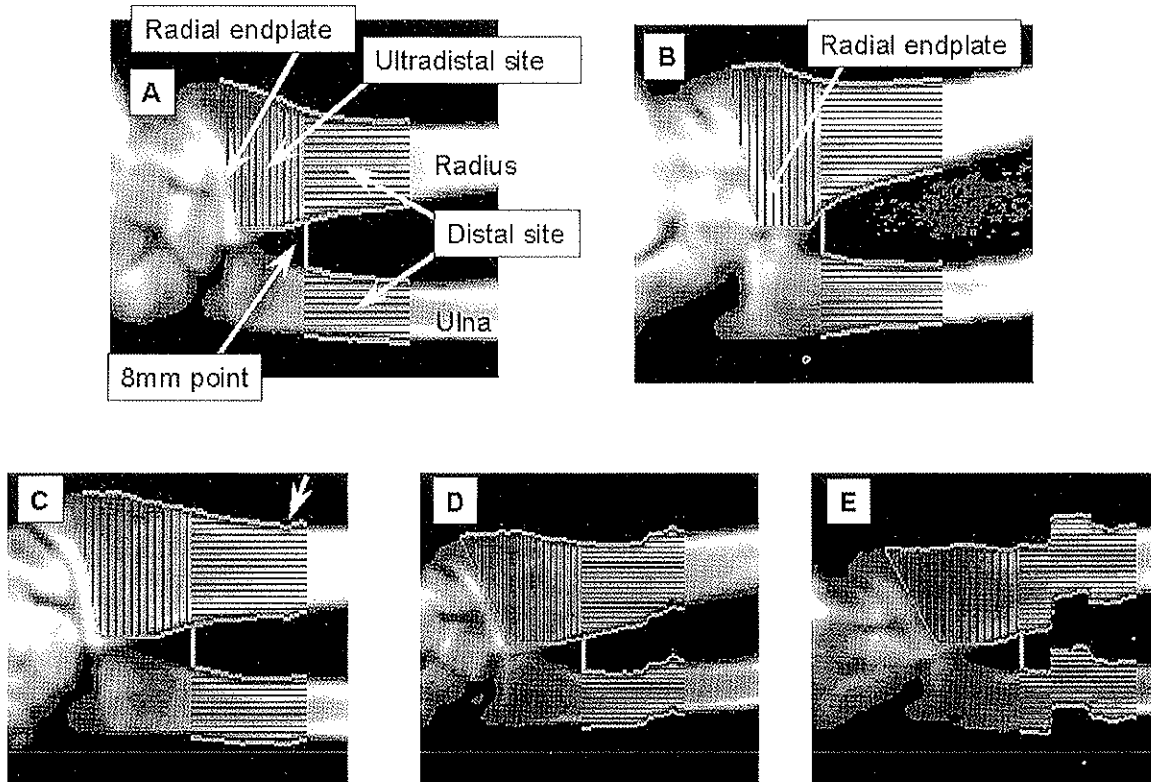 Radial endplate
Ultradistal site
A
Radius
Distal site
Ulna
8mm point
B
Radial endplate
C
D
E